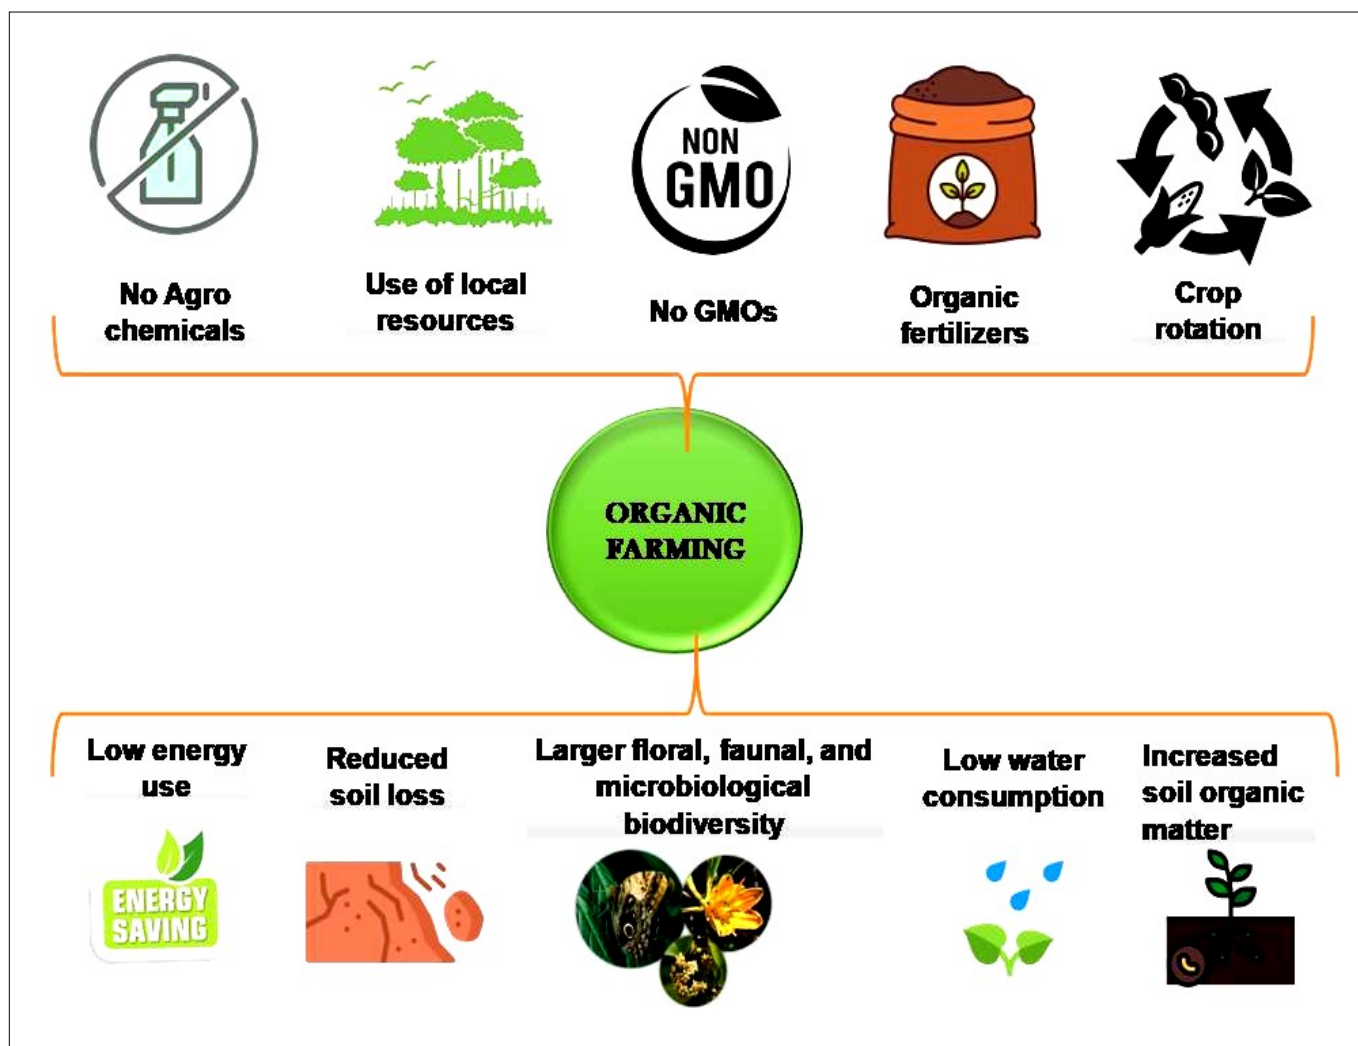 NON
GMO
No Agro
chemicals
Use of local
resources
No GMOs
Organic
fertilizers
Crop
rotation
ORGANIC
FARMING
Low energy
use
Reduced
soil loss
Larger floral, faunal, and
microbiological
biodiversity
Low water
consumption
Increased
soil organic
matter
ENERGY
SAVING